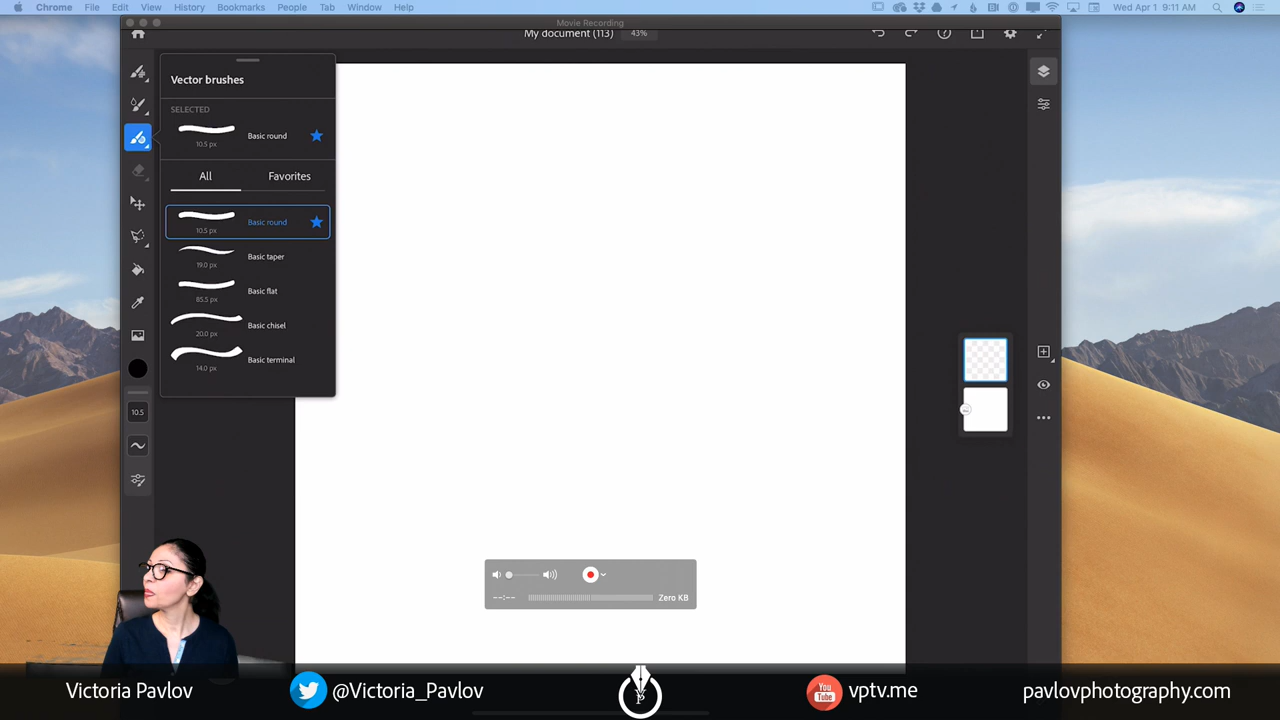 Chrome File Edit View History Bookmarks People Tab Window Help Wed Apr 1 9:11 AM
Movie Recording
My document (113) 43%
Vector brushes
SELECTED
Basic round
10.5 px
All Favorites
Basic round
10.5 px
Basic taper
19.0 px
Basic flat
85.5 px
Basic chisel
20.0 px
Basic terminal
14.0 px
10.5
--:-- Zero KB
Victoria Pavlov @Victoria_Pavlov You Tube vptv.me pavlovphotography.com